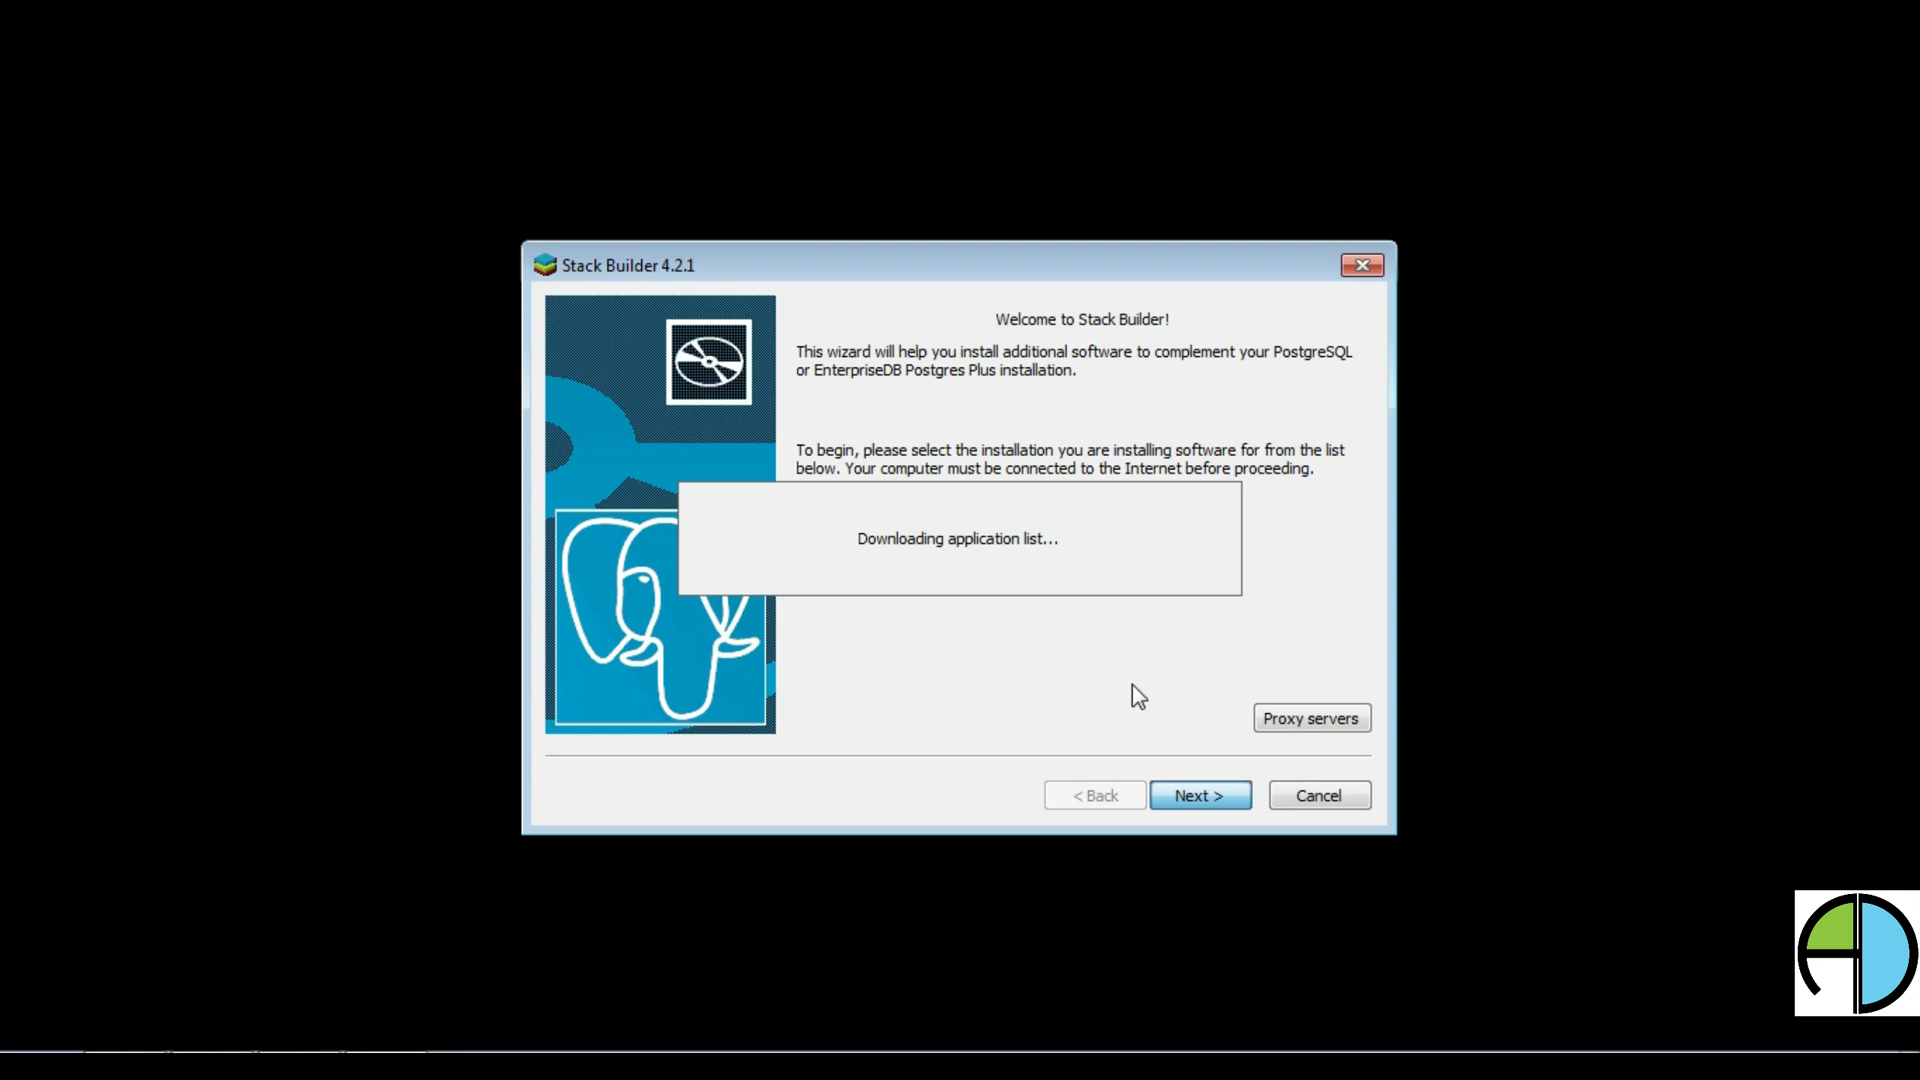 Stack Builder 4.2.1
Welcome to Stack Builder!
This wizard will help you install additional software to complement your PostgreSQL
or EnterpriseDB Postgres Plus installation.
To begin, please select the installation you are installing software for from the list
below. Your computer must be connected to the Internet before proceeding.
Downloading application list...
Proxy servers
< Back
Next >
Cancel